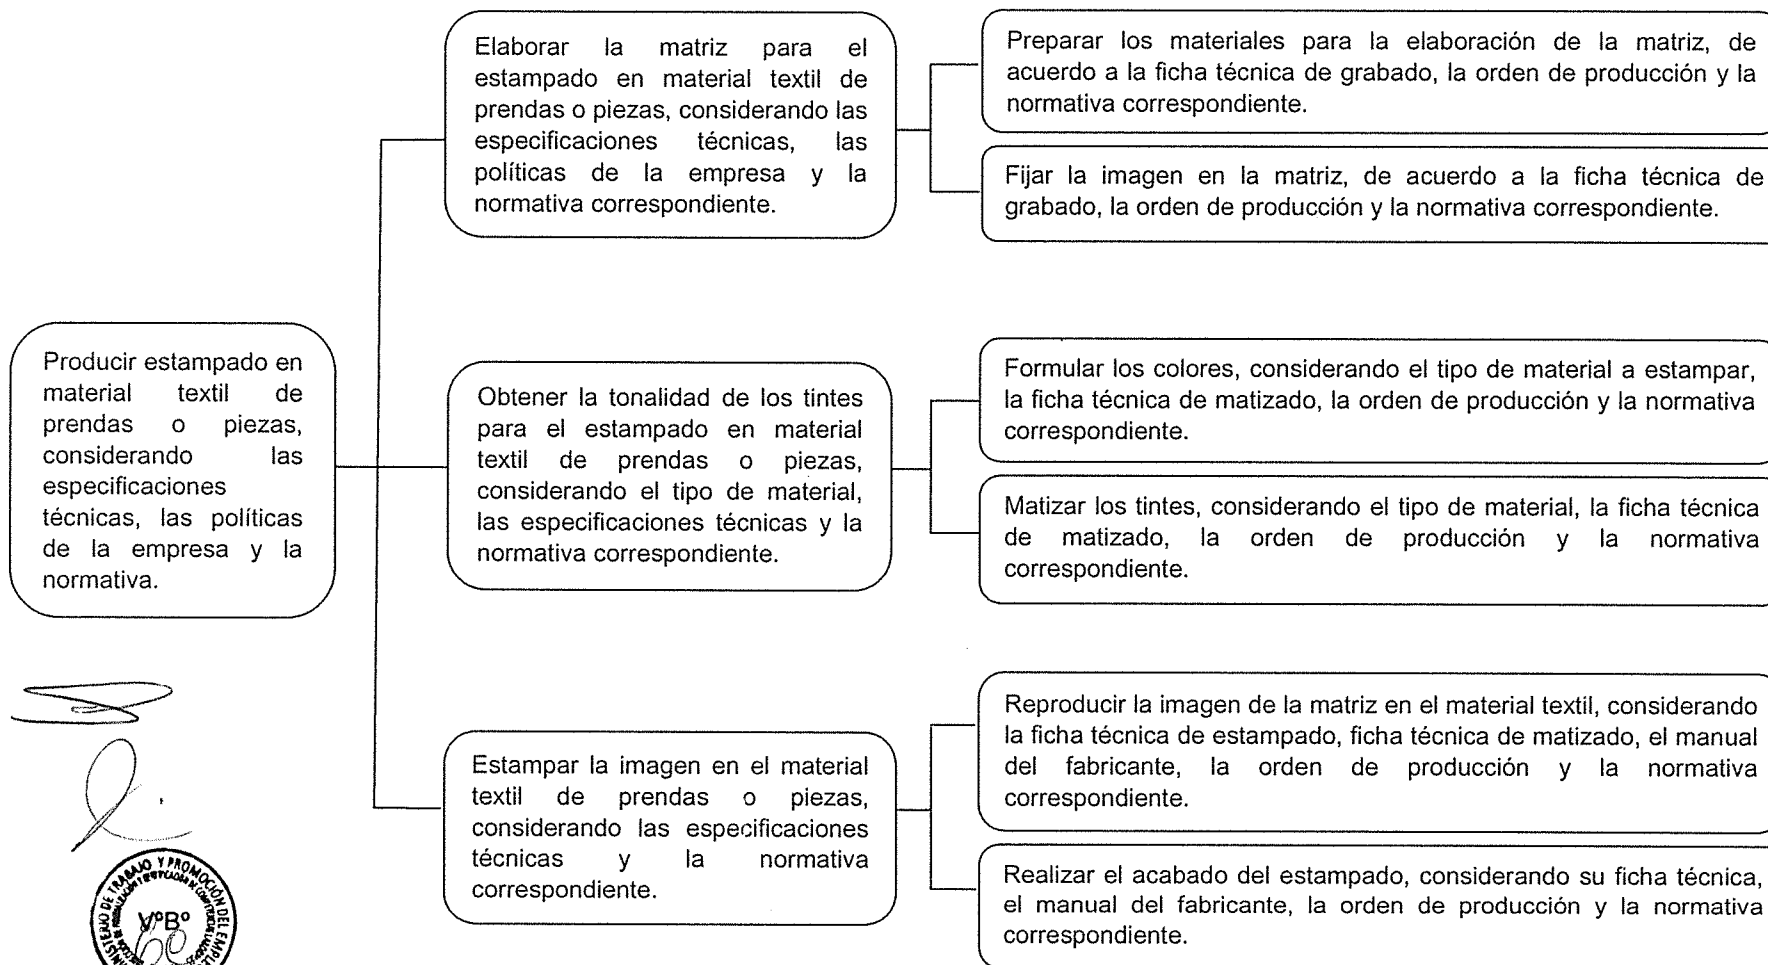 Producir estampado en
material textil de
prendas o piezas,
considerando las
especificaciones
técnicas, las políticas
de la empresa y la
normativa.
Elaborar la matriz para el
estampado en material textil de
prendas o piezas, considerando las
especificaciones técnicas, las
políticas de la empresa y la
normativa correspondiente.
Preparar los materiales para la elaboración de la matriz, de
acuerdo a la ficha técnica de grabado, la orden de producción y la
normativa correspondiente.
Fijar la imagen en la matriz, de acuerdo a la ficha técnica de
grabado, la orden de producción y la normativa correspondiente.
Obtener la tonalidad de los tintes
para el estampado en material
textil de prendas o piezas,
considerando el tipo de material,
las especificaciones técnicas y la
normativa correspondiente.
Formular los colores, considerando el tipo de material a estampar,
la ficha técnica de matizado, la orden de producción y la normativa
correspondiente.
Matizar los tintes, considerando el tipo de material, la ficha técnica
de matizado, la orden de producción y la normativa
correspondiente.
Estampar la imagen en el material
textil de prendas o piezas,
considerando las especificaciones
técnicas y la normativa
correspondiente.
Reproducir la imagen de la matriz en el material textil, considerando
la ficha técnica de estampado, ficha técnica de matizado, el manual
del fabricante, la orden de producción y la normativa
correspondiente.
Realizar el acabado del estampado, considerando su ficha técnica,
el manual del fabricante, la orden de producción y la normativa
correspondiente.
DE TRABAJO Y PROMOCIÓN DEL
VºBº